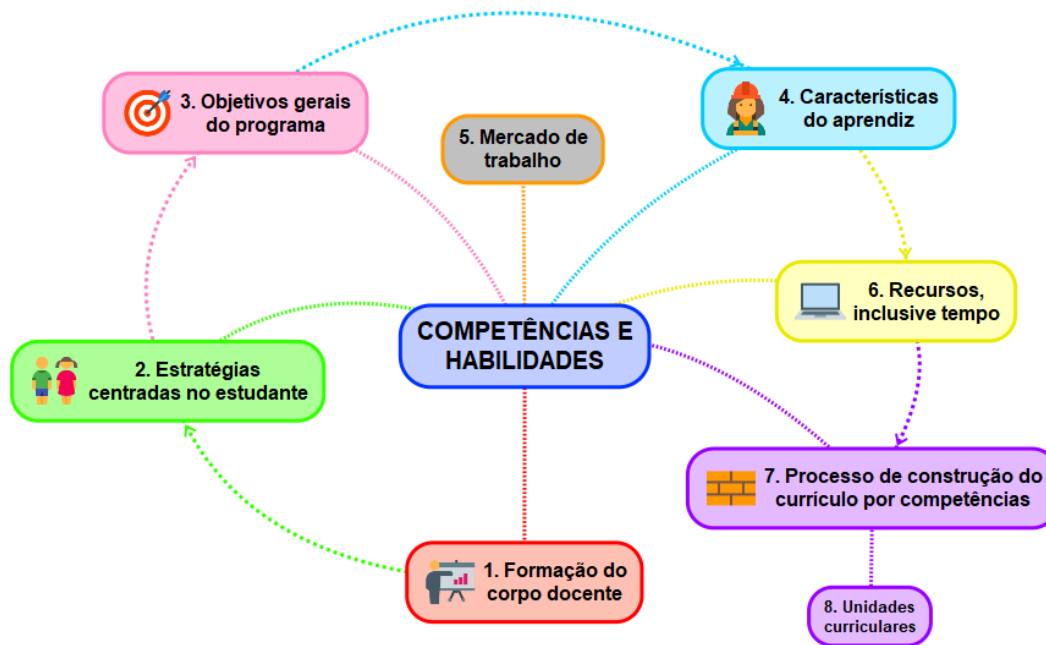 3. Objetivos gerais
do programa
4. Características
do aprendiz
5. Mercado de
trabalho
6. Recursos,
inclusive tempo
COMPETÊNCIAS E
HABILIDADES
2. Estratégias
centradas no estudante
7. Processo de construção do
currículo por competências
1. Formação do
corpo docente
8. Unidades
curriculares